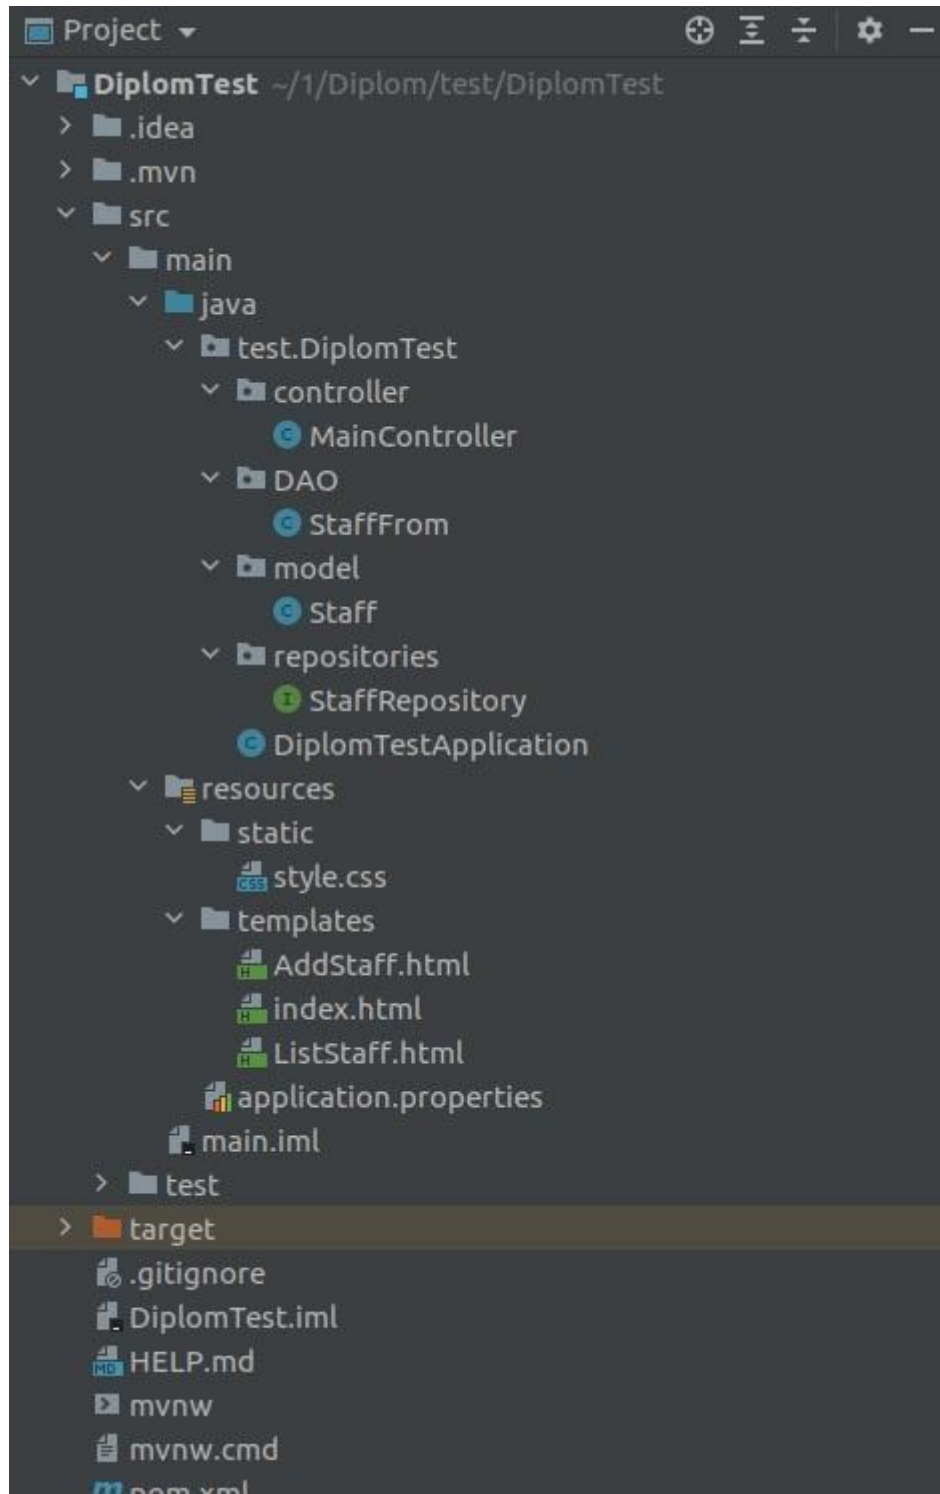 Project
DiplomTest ~/1/Diplom/test/DiplomTest
.idea
.mvn
src
main
java
test.DiplomTest
controller
MainController
DAO
StaffFrom
model
Staff
repositories
StaffRepository
DiplomTestApplication
resources
static
style.css
templates
AddStaff.html
index.html
ListStaff.html
application.properties
main.iml
test
target
.gitignore
DiplomTest.iml
HELP.md
mvnw
mvnw.cmd
pom.xml